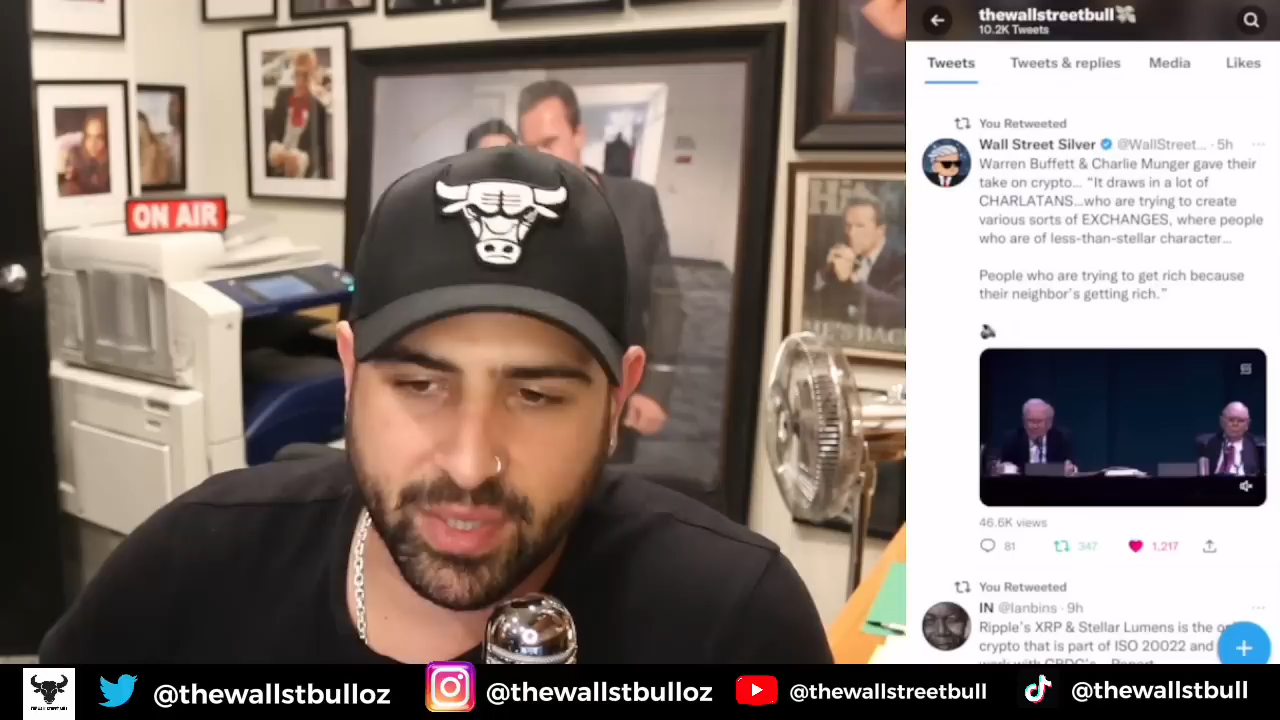 ON AIR
HE'S BACK
thewallstreetbull
10.2K Tweets
Tweets
Tweets & replies
Media
Likes
You Retweeted
Wall Street Silver @WallStreet... · 5h
Warren Buffett & Charlie Munger gave their
take on crypto... "It draws in a lot of
CHARLATANS...who are trying to create
various sorts of EXCHANGES, where people
who are of less-than-stellar character...
People who are trying to get rich because
their neighbor's getting rich."
46.6K views
81
347
1,217
You Retweeted
IN @lanbins · 9h
Ripple's XRP & Stellar Lumens is the
crypto that is part of ISO 20022 and
@thewallstbulloz
@thewallstbulloz
@thewallstreetbull
@thewallstbull